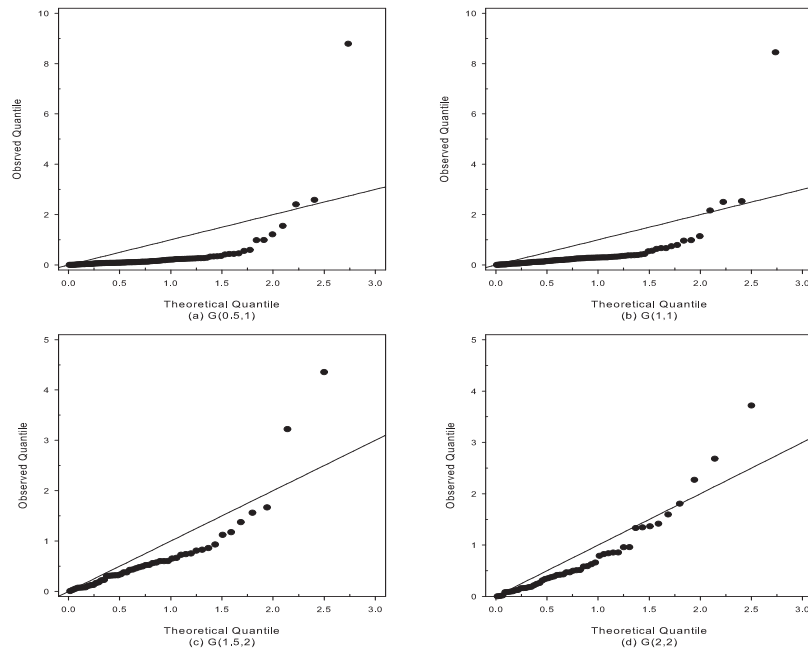 10
8
6
4
2
0
Obsrved Quantile
0.0 0.5 1.0 1.5 2.0 2.5 3.0
Theoretical Quantile
(a) G(0.5,1)
10
8
6
4
2
0
Observed Quantile
0.0 0.5 1.0 1.5 2.0 2.5 3.0
Theoretical Quantile
(b) G(1,1)
5
4
3
2
1
0
Observed Quantile
0.0 0.5 1.0 1.5 2.0 2.5 3.0
Theoretical Quantile
(c) G(1.5,2)
5
4
3
2
1
0
Observed Quantile
0.0 0.5 1.0 1.5 2.0 2.5 3.0
Theoretical Quantile
(d) G(2,2)